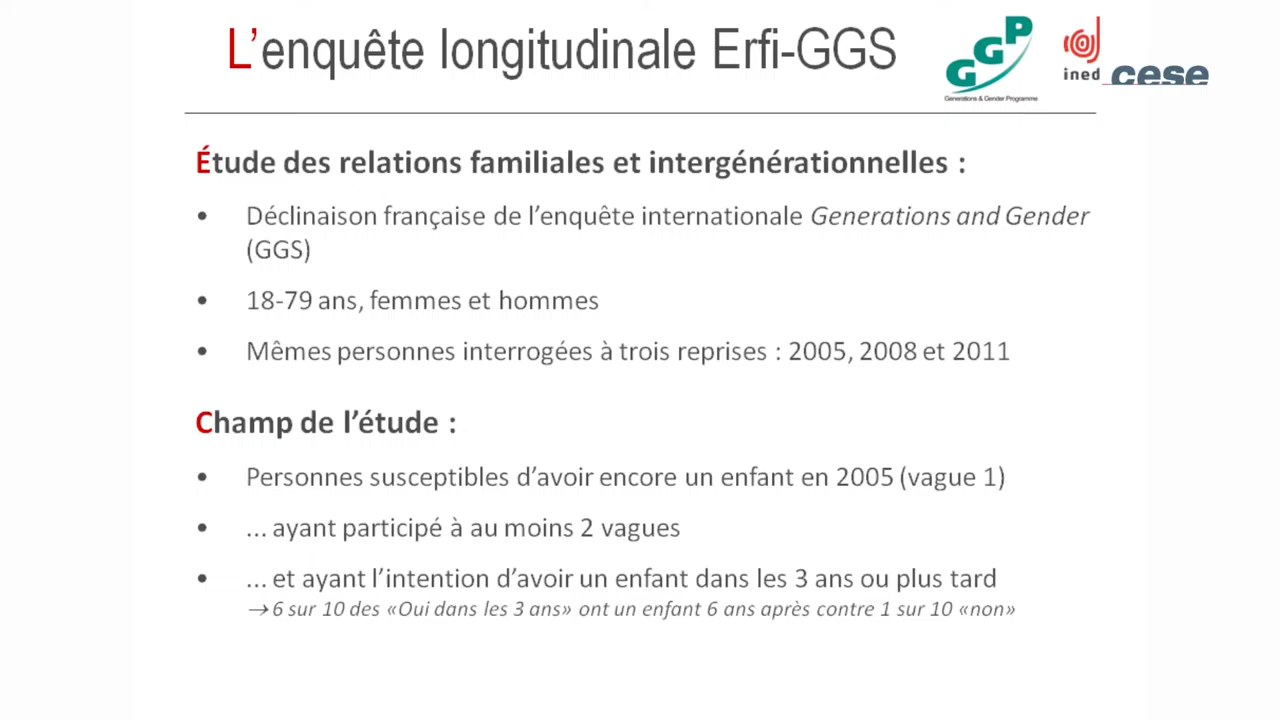 L'enquête longitudinale Erfi-GGS
GGP
Generations & Gender Programme
ined
cese
Étude des relations familiales et intergénérationnelles :
• Déclinaison française de l'enquête internationale Generations and Gender
(GGS)
• 18-79 ans, femmes et hommes
• Mêmes personnes interrogées à trois reprises : 2005, 2008 et 2011
Champ de l'étude :
• Personnes susceptibles d'avoir encore un enfant en 2005 (vague 1)
• ... ayant participé à au moins 2 vagues
• ... et ayant l'intention d'avoir un enfant dans les 3 ans ou plus tard
→ 6 sur 10 des «Oui dans les 3 ans» ont un enfant 6 ans après contre 1 sur 10 «non»